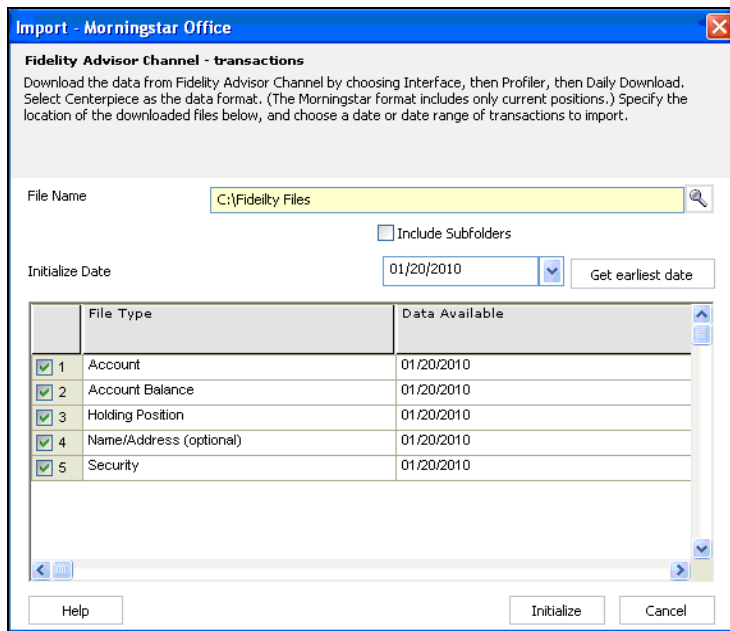 Import - Morningstar Office
Fidelity Advisor Channel - transactions
Download the data from Fidelity Advisor Channel by choosing Interface, then Profiler, then Daily Download.
Select Centerpiece as the data format. (The Morningstar format includes only current positions.) Specify the
location of the downloaded files below, and choose a date or date range of transactions to import.
File Name C:\Fideilty Files
Include Subfolders
Initialize Date 01/20/2010 Get earliest date
File Type Data Available
1 Account 01/20/2010
2 Account Balance 01/20/2010
3 Holding Position 01/20/2010
4 Name/Address (optional) 01/20/2010
5 Security 01/20/2010
Help Initialize Cancel